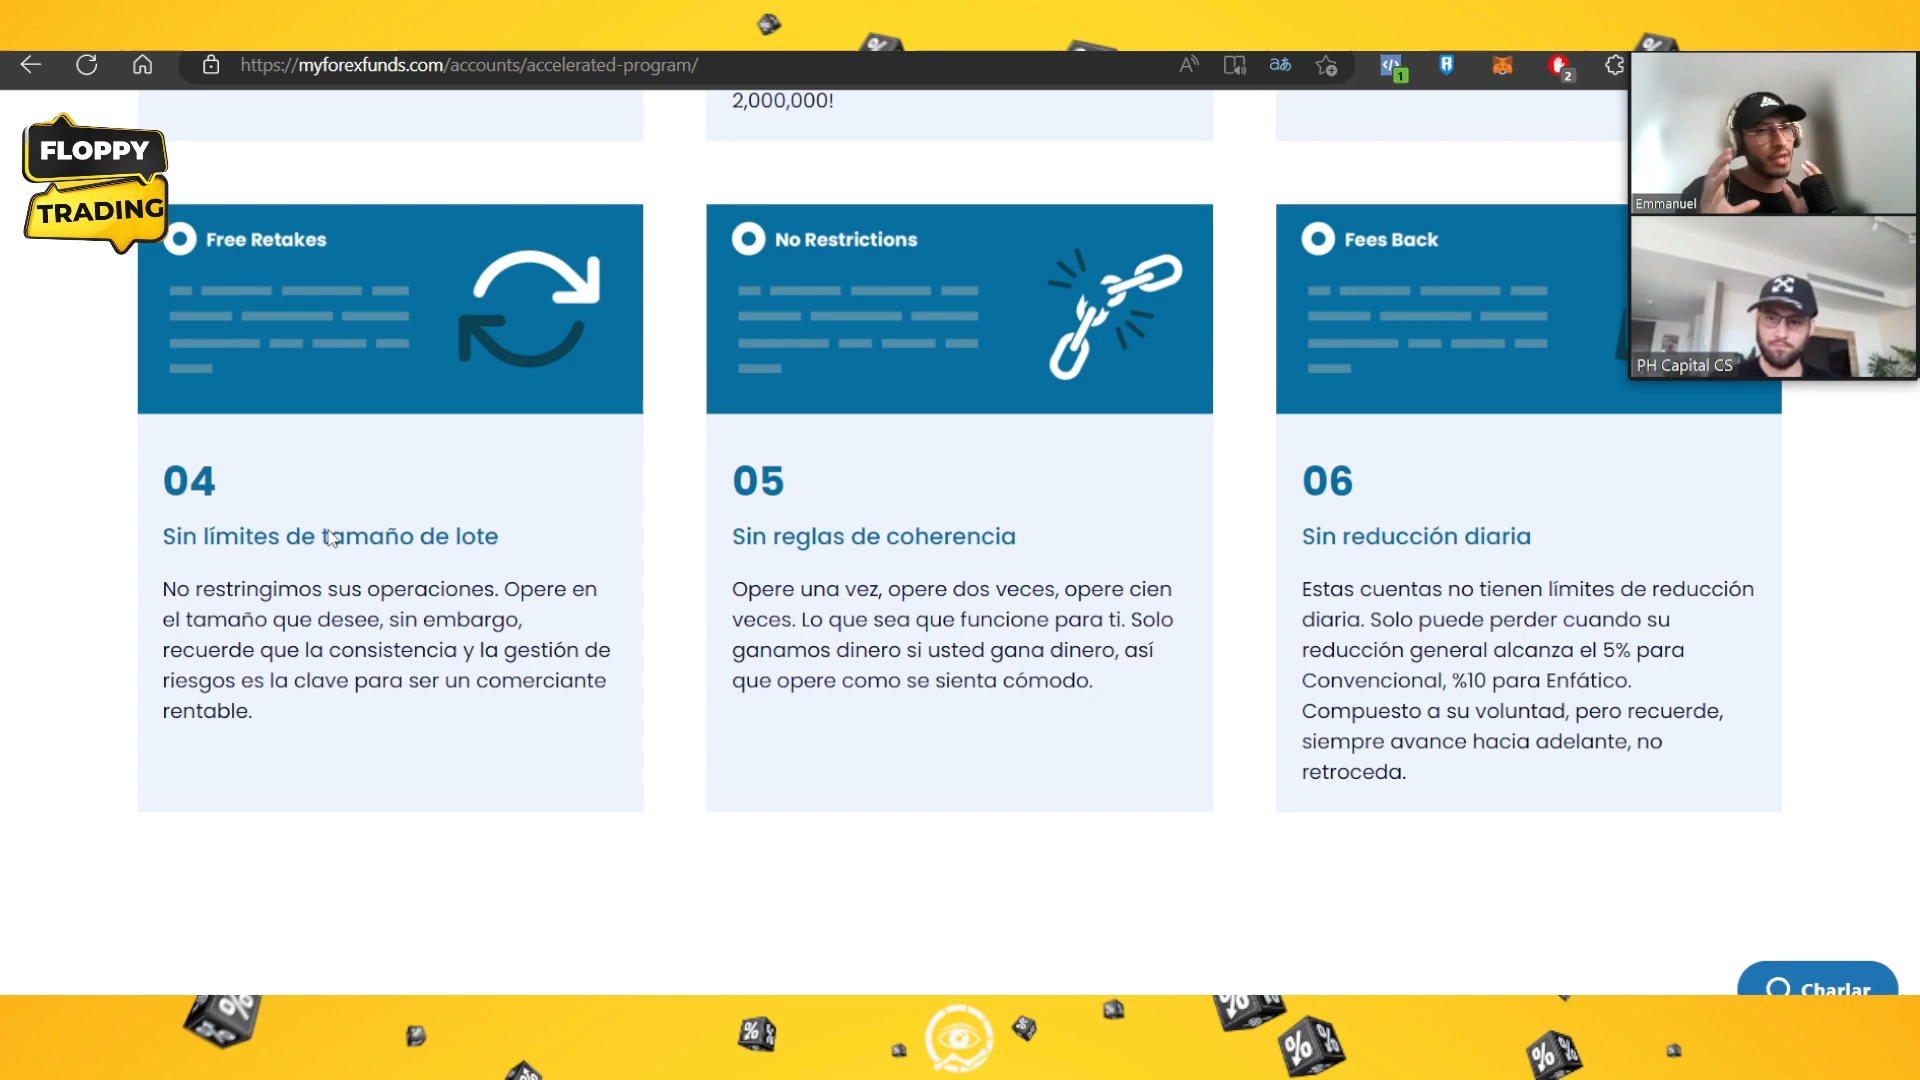 https://myforexfunds.com/accounts/accelerated-program/
1
2
2,000,000!
FLOPPY
TRADING
Emmanuel
PH Capital CS
Free Retakes
No Restrictions
Fees Back
04
Sin límites de tamaño de lote
No restringimos sus operaciones. Opere en
el tamaño que desee, sin embargo,
recuerde que la consistencia y la gestión de
riesgos es la clave para ser un comerciante
rentable.
05
Sin reglas de coherencia
Opere una vez, opere dos veces, opere cien
veces. Lo que sea que funcione para ti. Solo
ganamos dinero si usted gana dinero, así
que opere como se sienta cómodo.
06
Sin reducción diaria
Estas cuentas no tienen límites de reducción
diaria. Solo puede perder cuando su
reducción general alcanza el 5% para
Convencional, %10 para Enfático.
Compuesto a su voluntad, pero recuerde,
siempre avance hacia adelante, no
retroceda.
Charlar